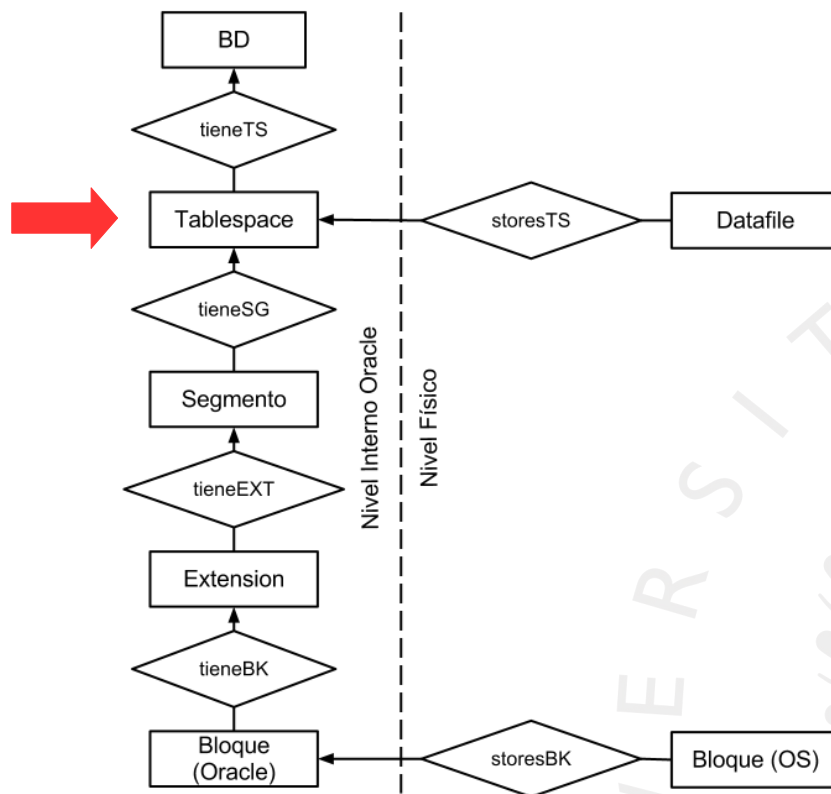 BD
tieneTS
Tablespace
storesTS
Datafile
tieneSG
Segmento
Nivel Interno Oracle
Nivel Físico
tieneEXT
Extension
tieneBK
Bloque
(Oracle)
storesBK
Bloque (OS)
E R S I T